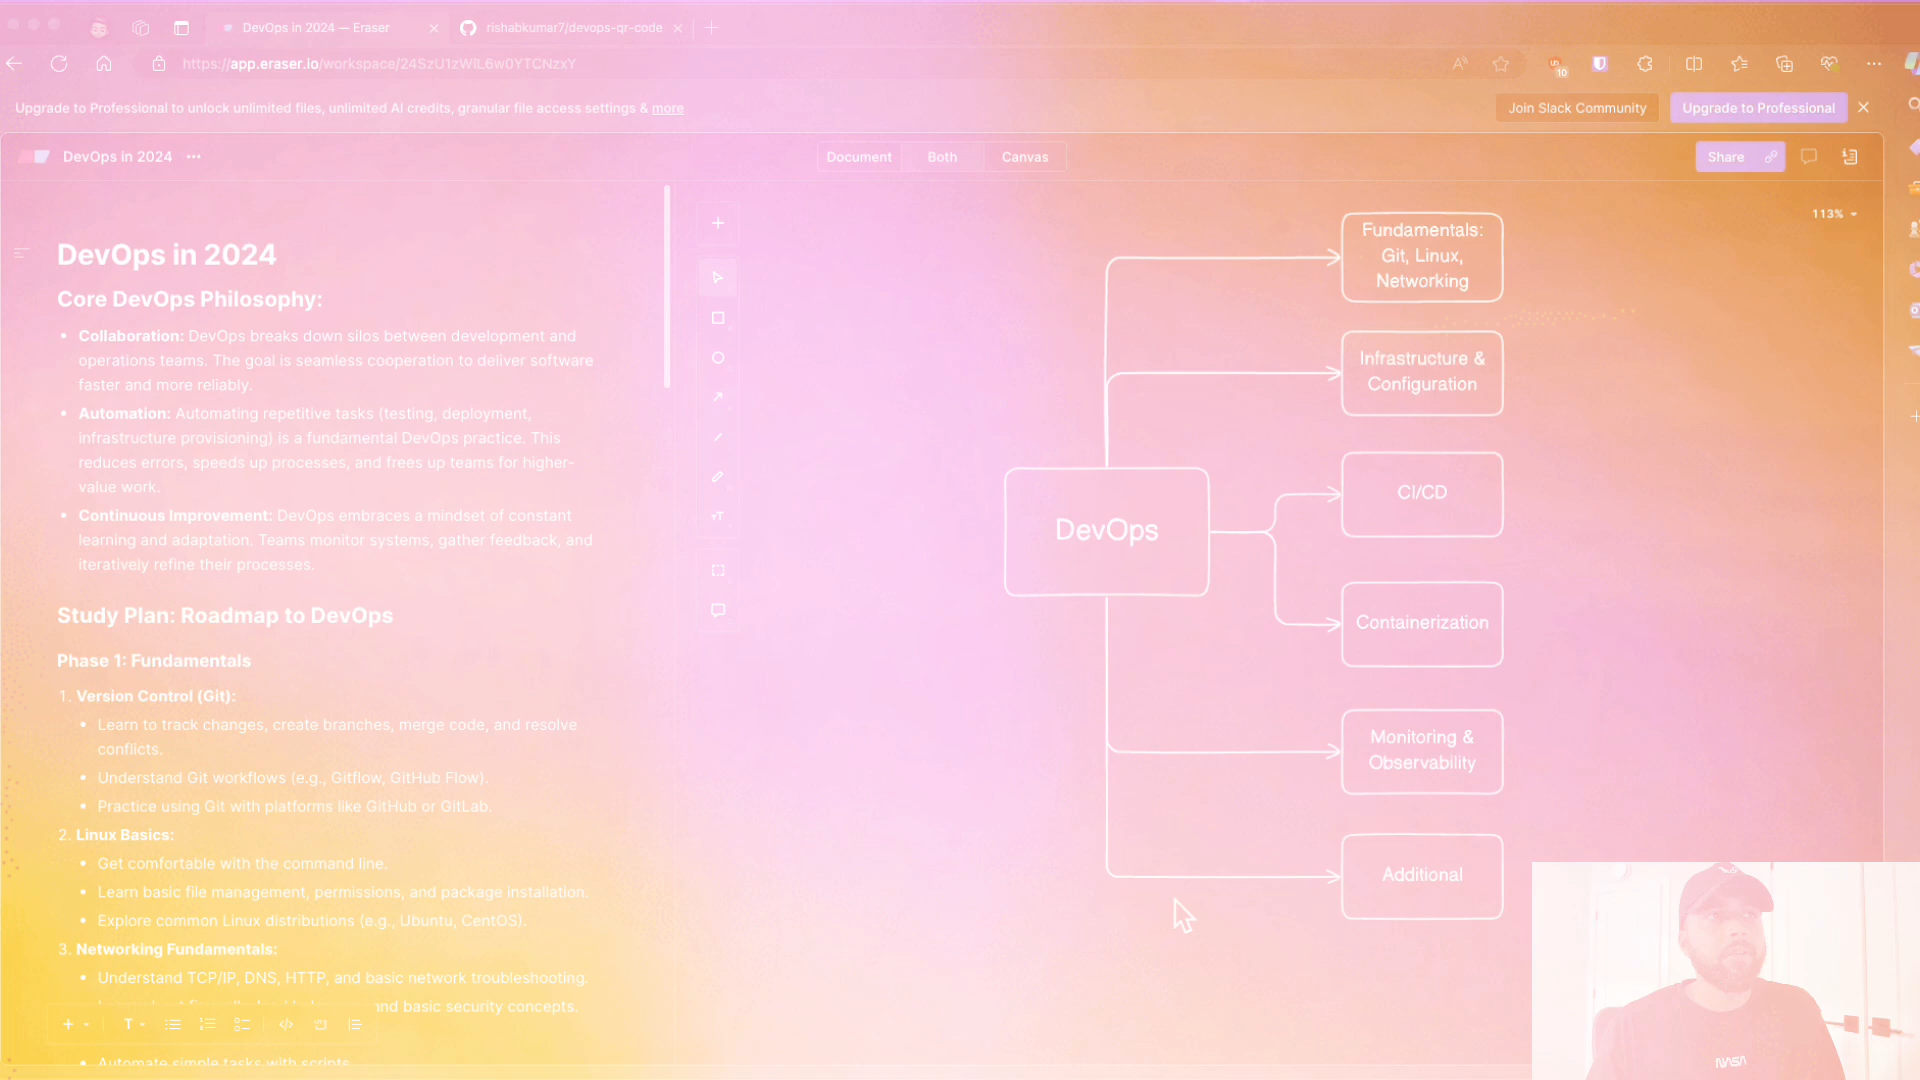 DevOps in 2024 — Eraser
rishabkumar7/devops-qr-code
https://app.eraser.io/workspace/24SzU1zWlL6w0YTCNzxY
10
Upgrade to Professional to unlock unlimited files, unlimited AI credits, granular file access settings & more
Join Slack Community
Upgrade to Professional
DevOps in 2024
Document
Both
Canvas
Share
113%
DevOps in 2024
Core DevOps Philosophy:
• Collaboration: DevOps breaks down silos between development and
operations teams. The goal is seamless cooperation to deliver software
faster and more reliably.
• Automation: Automating repetitive tasks (testing, deployment,
infrastructure provisioning) is a fundamental DevOps practice. This
reduces errors, speeds up processes, and frees up teams for higher-
value work.
• Continuous Improvement: DevOps embraces a mindset of constant
learning and adaptation. Teams monitor systems, gather feedback, and
iteratively refine their processes.
Study Plan: Roadmap to DevOps
Phase 1: Fundamentals
1. Version Control (Git):
• Learn to track changes, create branches, merge code, and resolve
conflicts.
• Understand Git workflows (e.g., Gitflow, GitHub Flow).
• Practice using Git with platforms like GitHub or GitLab.
2. Linux Basics:
• Get comfortable with the command line.
• Learn basic file management, permissions, and package installation.
• Explore common Linux distributions (e.g., Ubuntu, CentOS).
3. Networking Fundamentals:
• Understand TCP/IP, DNS, HTTP, and basic network troubleshooting.
and basic security concepts.
• Automate simple tasks with scripts
DevOps
Fundamentals:
Git, Linux,
Networking
Infrastructure &
Configuration
CI/CD
Containerization
Monitoring &
Observability
Additional
NASA